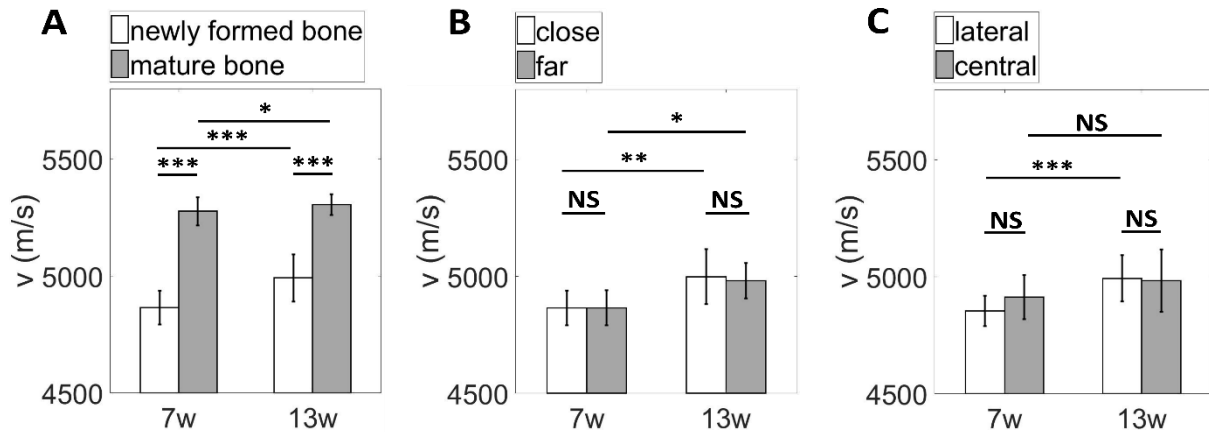 A
newly formed bone
mature bone
v (m/s)
5500
5000
4500
*
***
***
***
7w
13w
B
close
far
v (m/s)
5500
5000
4500
*
**
NS
NS
7w
13w
C
lateral
central
v (m/s)
5500
5000
4500
NS
***
NS
NS
7w
13w